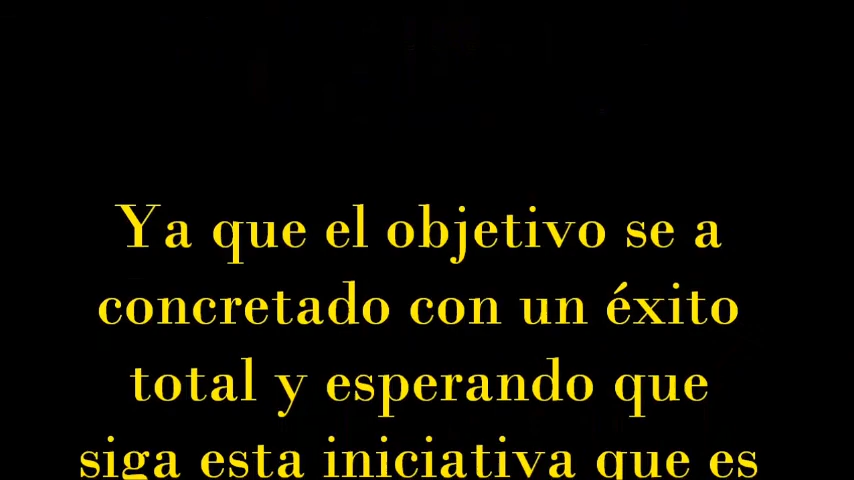 Ya que el objetivo se a
concretado con un éxito
total y esperando que
siga esta iniciativa que es